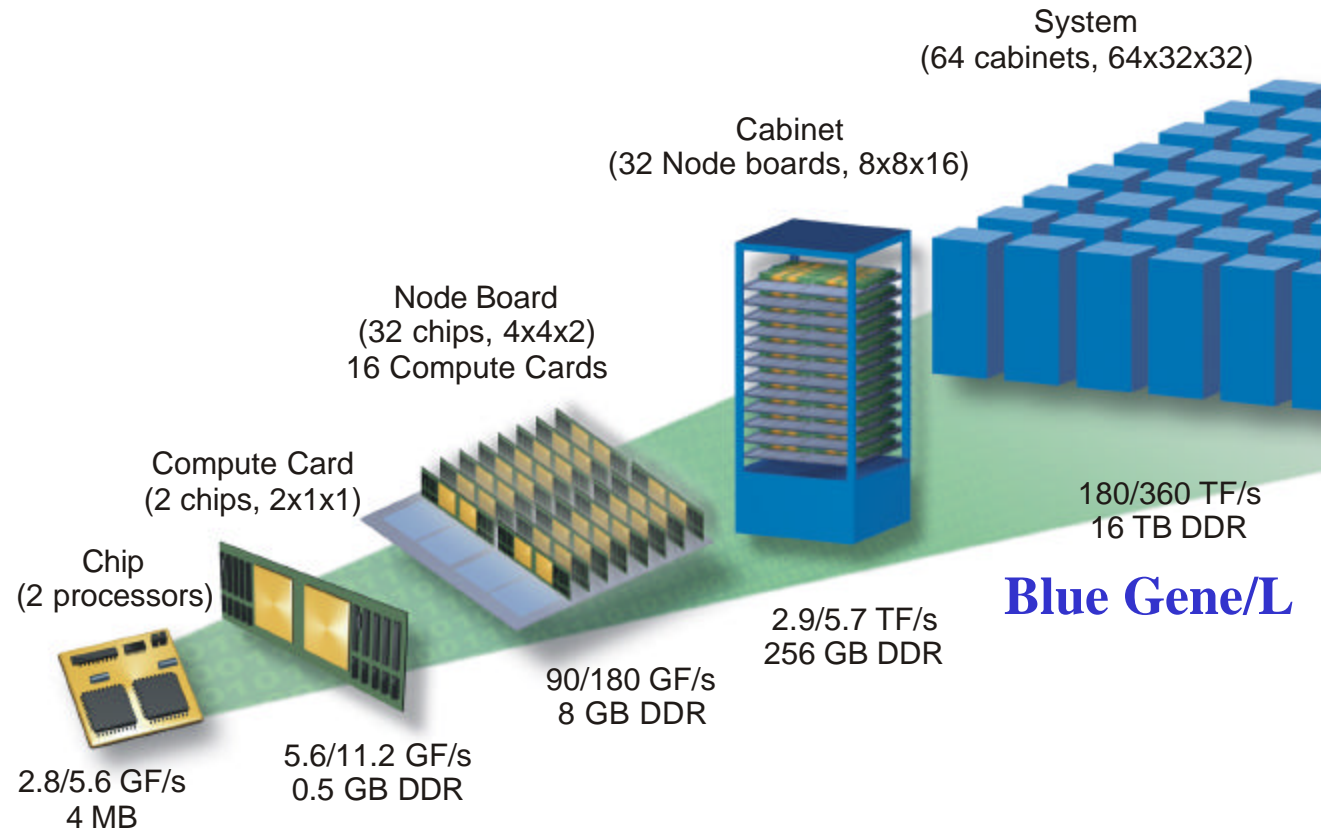 System
(64 cabinets, 64x32x32)
Cabinet
(32 Node boards, 8x8x16)
Node Board
(32 chips, 4x4x2)
16 Compute Cards
Compute Card
(2 chips, 2x1x1)
Chip
(2 processors)
180/360 TF/s
16 TB DDR
Blue Gene/L
2.9/5.7 TF/s
256 GB DDR
90/180 GF/s
8 GB DDR
5.6/11.2 GF/s
0.5 GB DDR
2.8/5.6 GF/s
4 MB